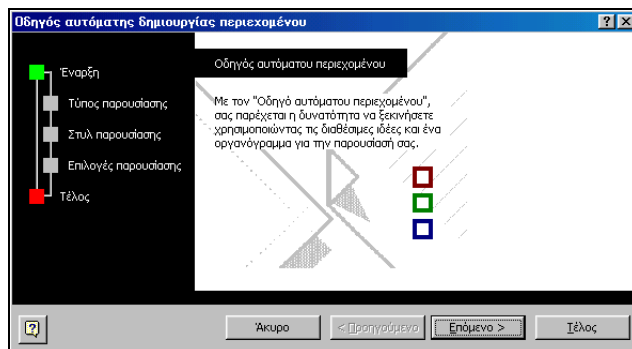 Οδηγός αυτόματης δημιουργίας περιεχομένου
Έναρξη
Τύπος παρουσίασης
Στυλ παρουσίασης
Επιλογές παρουσίασης
Τέλος
Οδηγός αυτόματου περιεχομένου
Με τον "Οδηγό αυτόματου περιεχομένου",
σας παρέχεται η δυνατότητα να ξεκινήσετε
χρησιμοποιώντας τις διαθέσιμες ιδέες και ένα
οργανόγραμμα για την παρουσίασή σας.
Άκυρο
< Προηγούμενο
Επόμενο >
Τέλος